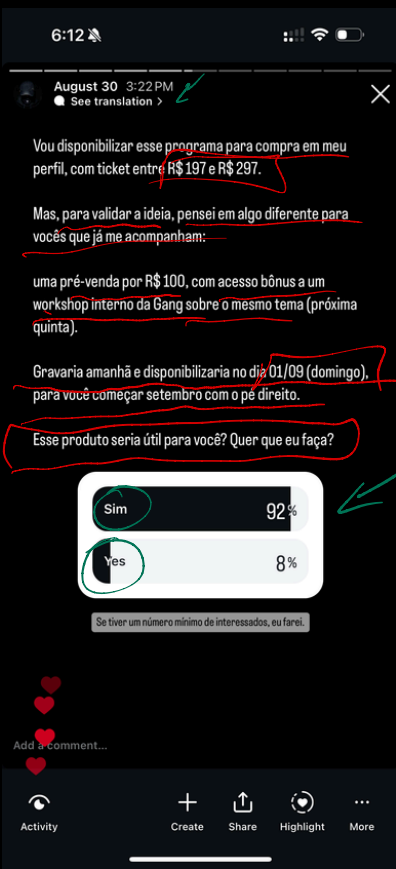 6:12
August 30 3:22 PM
See translation >
Vou disponibilizar esse programa para compra em meu
perfil, com ticket entre R$ 197 e R$ 297.
Mas, para validar a ideia, pensei em algo diferente para
vocês que já me acompanham:
uma pré-venda por R$ 100, com acesso bônus a um
workshop interno da Gang sobre o mesmo tema (próxima
quinta).
Gravaria amanhã e disponibilizaria no dia 01/09 (domingo),
para você começar setembro com o pé direito.
Esse produto seria útil para você? Quer que eu faça?
Sim 92%
Yes 8%
Se tiver um número mínimo de interessados, eu farei.
Add a comment...
Activity Create Share Highlight More